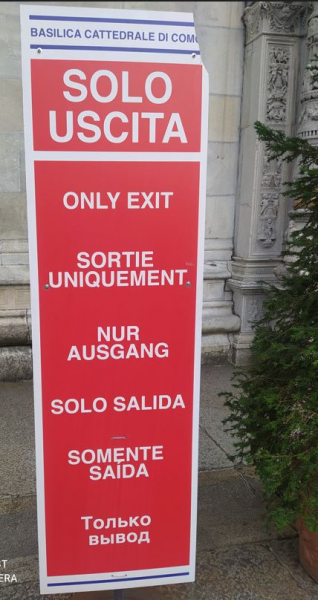 BASILICA CATTEDRALE DI COMO
SOLO
USCITA
ONLY EXIT
SORTIE
UNIQUEMENT
NUR
AUSGANG
SOLO SALIDA
SOMENTE
SAÍDA
Только
вывод